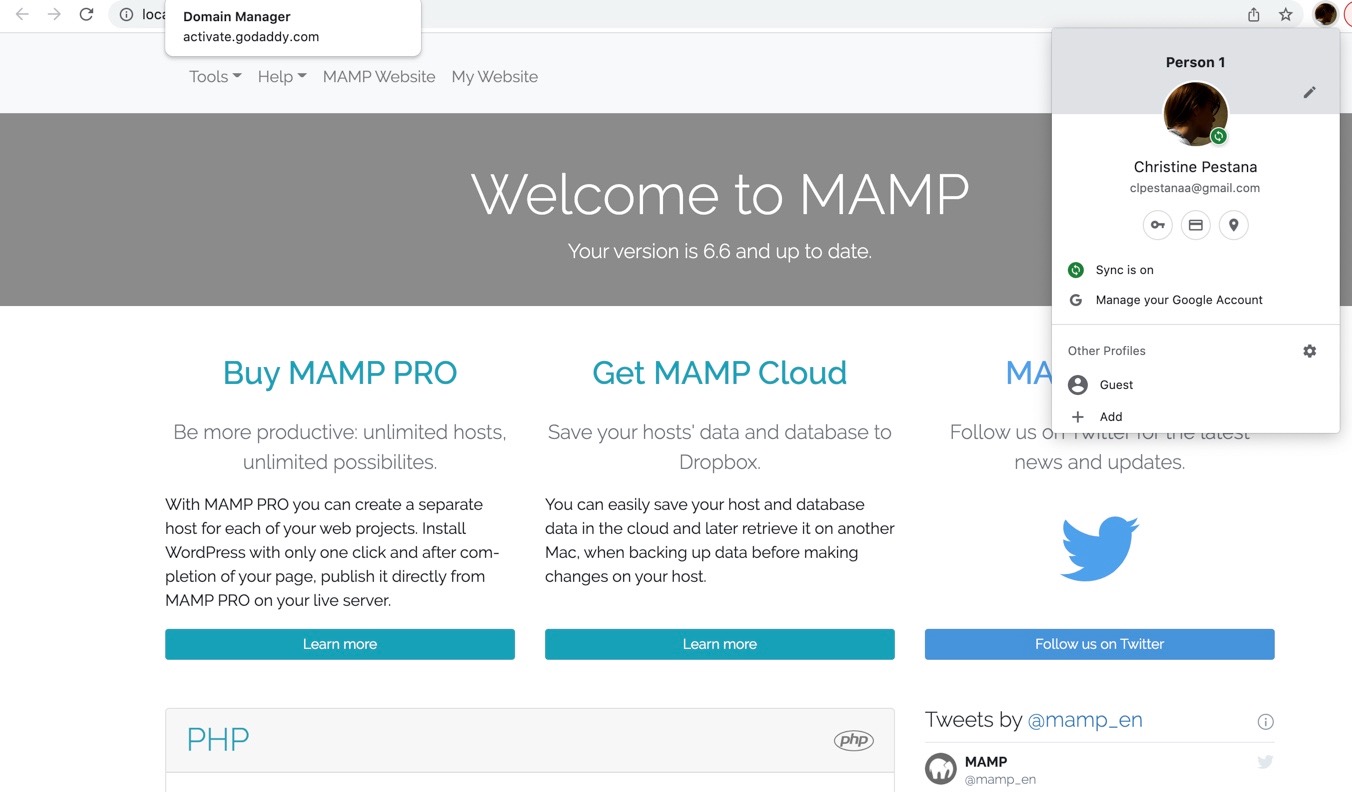 Domain Manager
activate.godaddy.com
Tools Help MAMP Website My Website
Person 1
Christine Pestana
clpestanaa@gmail.com
Sync is on
Manage your Google Account
Other Profiles
Guest
Add
Welcome to MAMP
Your version is 6.6 and up to date.
Buy MAMP PRO
Be more productive: unlimited hosts,
unlimited possibilites.
With MAMP PRO you can create a separate
host for each of your web projects. Install
WordPress with only one click and after com-
pletion of your page, publish it directly from
MAMP PRO on your live server.
Learn more
Get MAMP Cloud
Save your hosts' data and database to
Dropbox.
You can easily save your host and database
data in the cloud and later retrieve it on another
Mac, when backing up data before making
changes on your host.
Learn more
MA
Follow us on Twitter for the latest
news and updates.
Follow us on Twitter
PHP
php
Tweets by @mamp_en
MAMP
@mamp_en